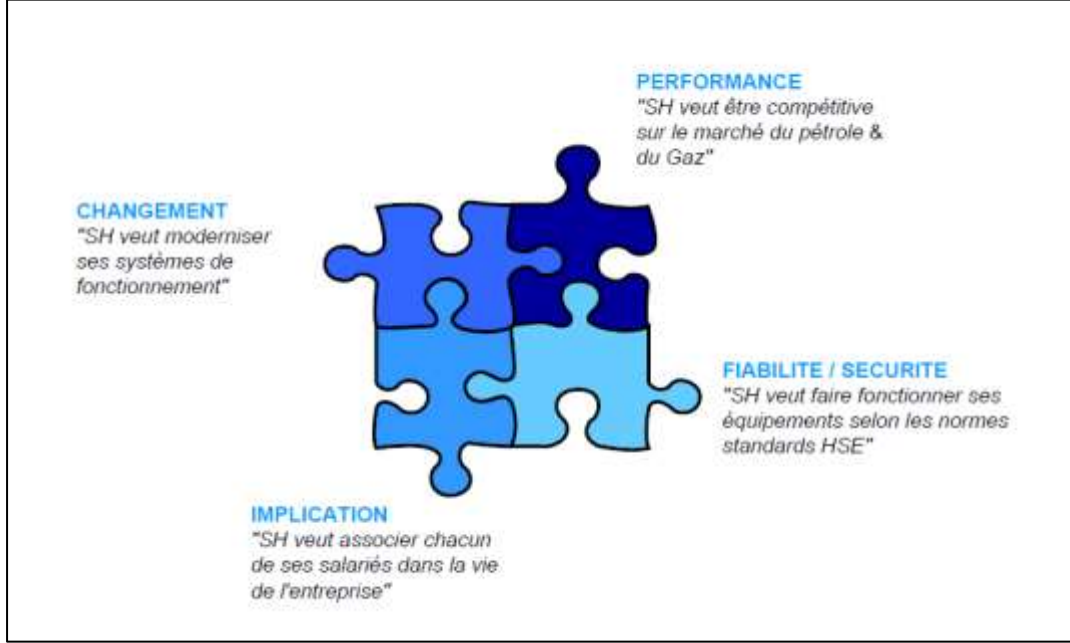 PERFORMANCE
"SH veut être compétitive
sur le marché du pétrole &
du Gaz"
CHANGEMENT
"SH veut moderniser
ses systèmes de
fonctionnement"
FIABILITE / SECURITE
"SH veut faire fonctionner ses
équipements selon les normes
standards HSE"
IMPLICATION
"SH veut associer chacun
de ses salariés dans la vie
de l'entreprise"